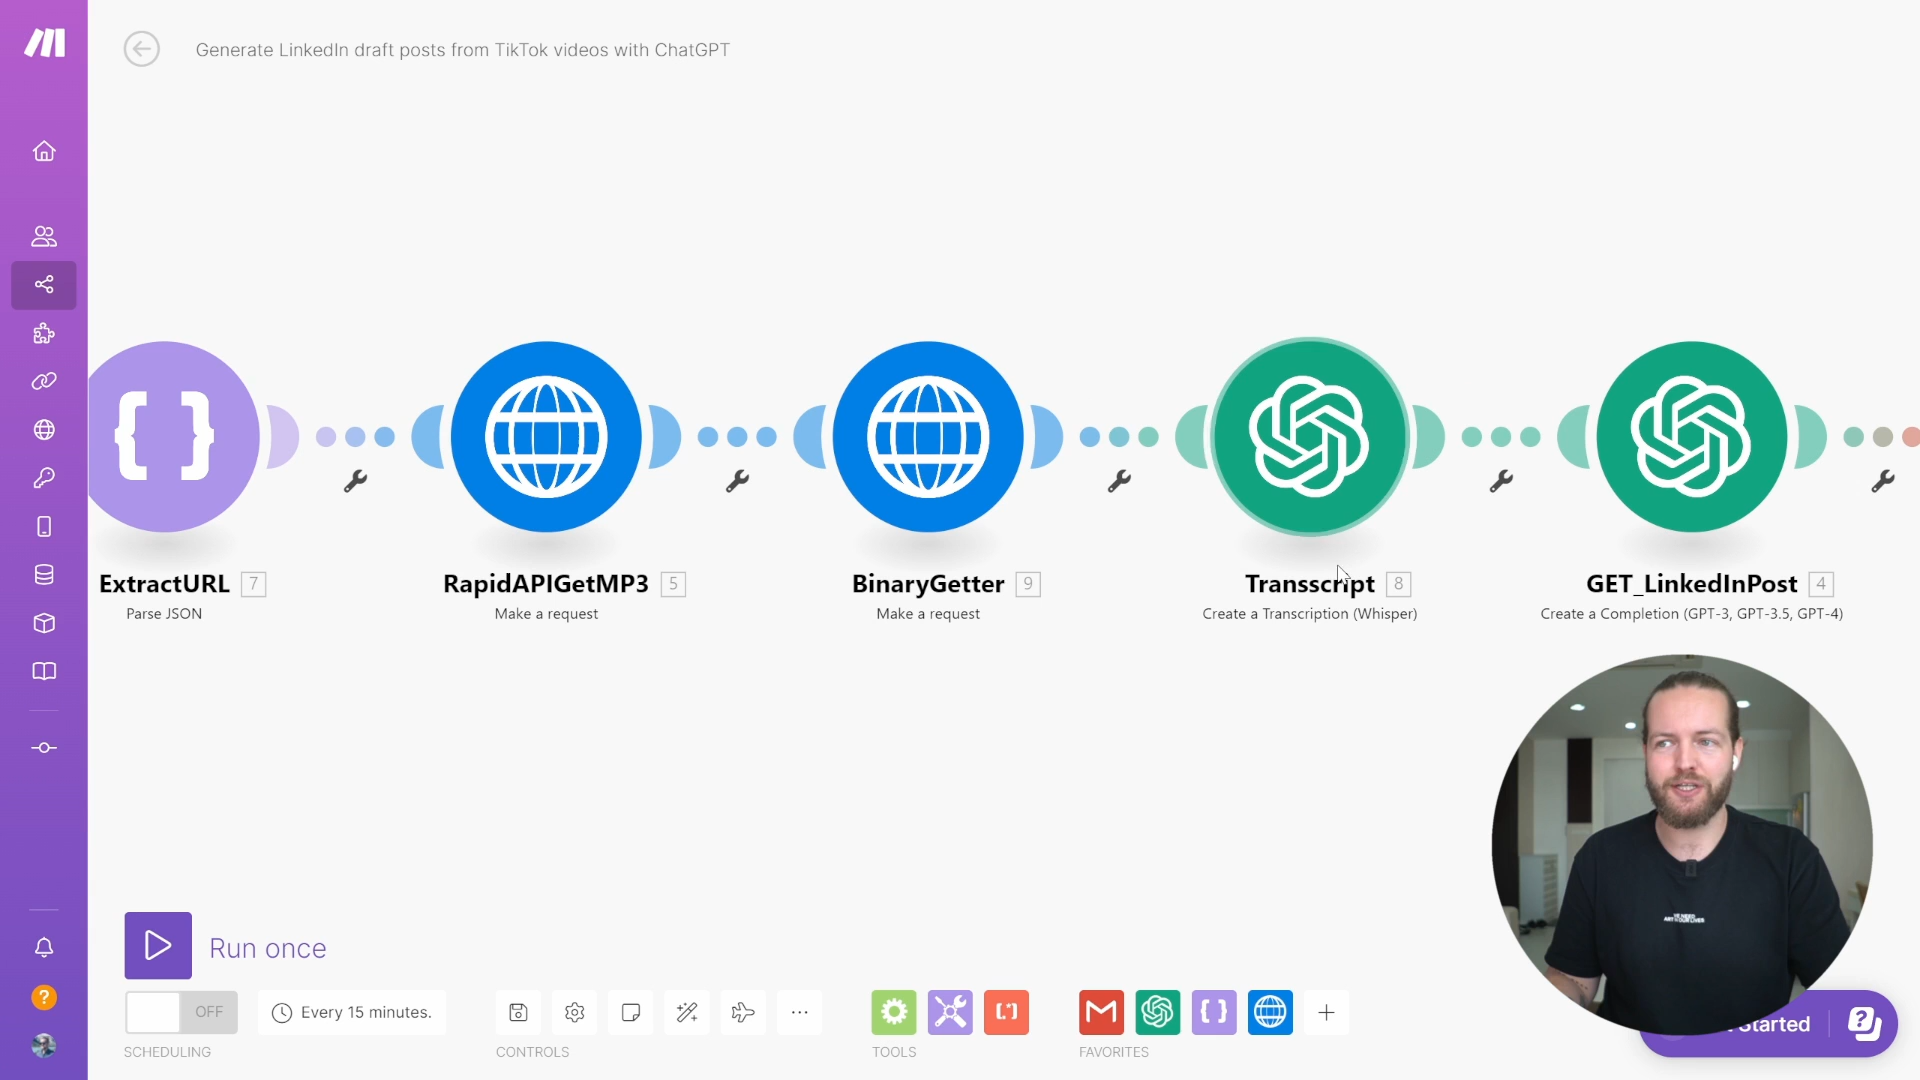 Generate LinkedIn draft posts from TikTok videos with ChatGPT
ExtractURL 7
Parse JSON
RapidAPIGetMP3 5
Make a request
BinaryGetter 9
Make a request
Transscript 8
Create a Transcription (Whisper)
GET_LinkedInPost 4
Create a Completion (GPT-3, GPT-3.5, GPT-4)
Run once
OFF
Every 15 minutes.
SCHEDULING
CONTROLS
TOOLS
FAVORITES
Started